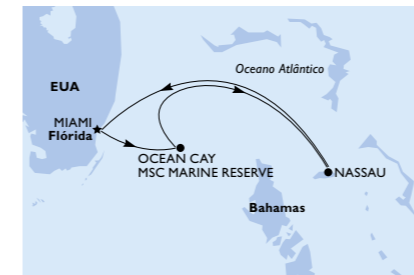 Oceano Atlântico
EUA
MIAMI
Flórida
OCEAN CAY
MSC MARINE RESERVE
NASSAU
Bahamas